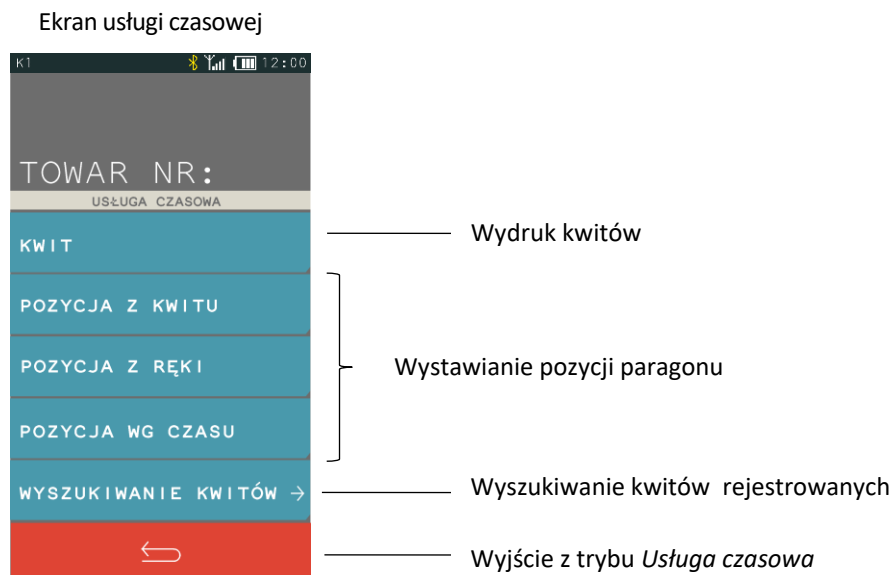 Ekran usługi czasowej
K1 12:00
TOWAR NR:
USŁUGA CZASOWA
KWIT
Wydruk kwitów
POZYCJA Z KWITU
POZYCJA Z RĘKI
Wystawianie pozycji paragonu
POZYCJA WG CZASU
WYSZUKIWANIE KWITÓW →
Wyszukiwanie kwitów rejestrowanych
Wyjście z trybu Usługa czasowa